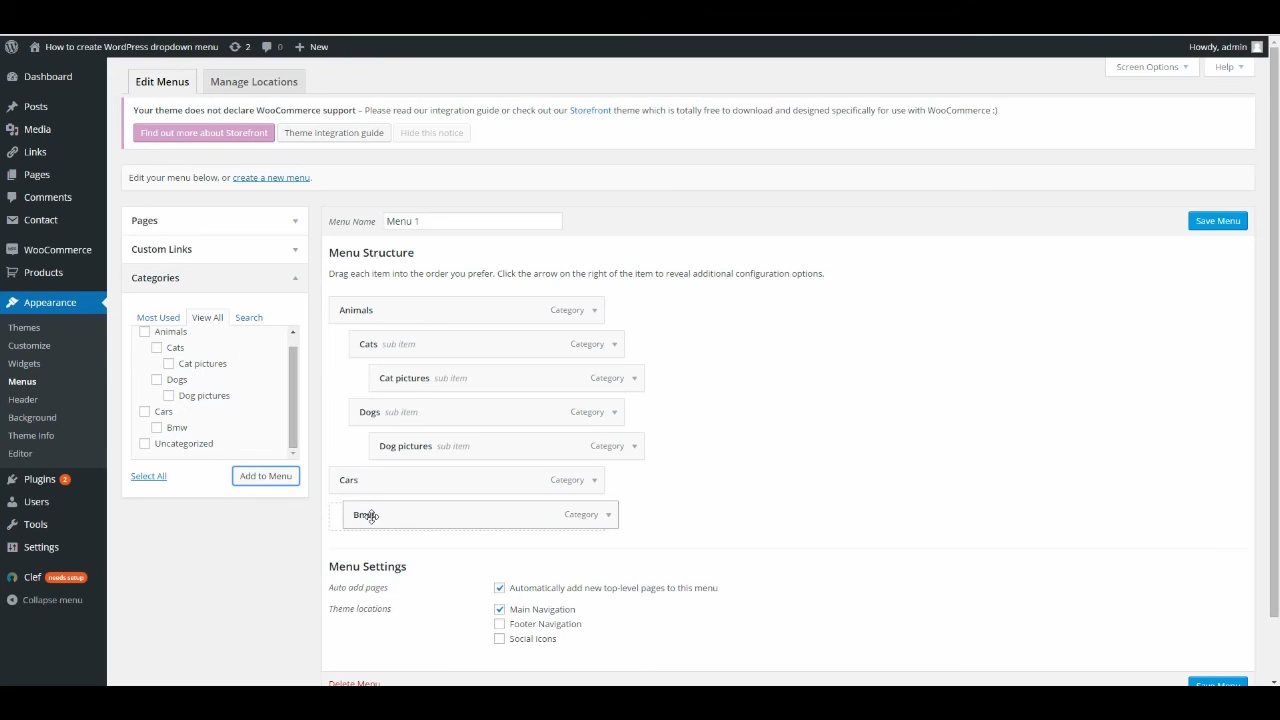 How to create WordPress dropdown menu 2 0 New Howdy, admin
Dashboard
Posts
Media
Links
Pages
Comments
Contact
WooCommerce
Products
Appearance
Themes
Customize
Widgets
Menus
Header
Background
Theme Info
Editor
Plugins 2
Users
Tools
Settings
Clef needs setup
Collapse menu
Edit Menus Manage Locations Screen Options Help
Your theme does not declare WooCommerce support – Please read our integration guide or check out our Storefront theme which is totally free to download and designed specifically for use with WooCommerce :)
Find out more about Storefront Theme integration guide Hide this notice
Edit your menu below, or create a new menu.
Pages
Custom Links
Categories
Most Used View All Search
Animals
Cats
Cat pictures
Dogs
Dog pictures
Cars
Bmw
Uncategorized
Select All Add to Menu
Menu Name Menu 1 Save Menu
Menu Structure
Drag each item into the order you prefer. Click the arrow on the right of the item to reveal additional configuration options.
Animals Category
Cats sub item Category
Cat pictures sub item Category
Dogs sub item Category
Dog pictures sub item Category
Cars Category
Bmw Category
Menu Settings
Auto add pages Automatically add new top-level pages to this menu
Theme locations Main Navigation
Footer Navigation
Social icons
Delete Menu Save Menu